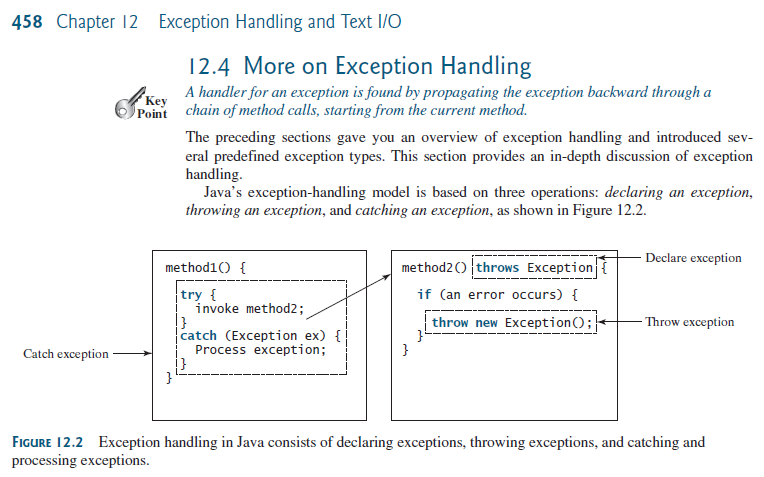 458 Chapter 12 Exception Handling and Text I/O
12.4 More on Exception Handling
Key
Point
A handler for an exception is found by propagating the exception backward through a
chain of method calls, starting from the current method.
The preceding sections gave you an overview of exception handling and introduced sev-
eral predefined exception types. This section provides an in-depth discussion of exception
handling.
Java's exception-handling model is based on three operations: declaring an exception,
throwing an exception, and catching an exception, as shown in Figure 12.2.
method1() {
try {
invoke method2;
}
catch (Exception ex) {
Process exception;
}
}
Catch exception
method2() throws Exception {
if (an error occurs) {
throw new Exception();
}
}
Declare exception
Throw exception
FIGURE 12.2 Exception handling in Java consists of declaring exceptions, throwing exceptions, and catching and
processing exceptions.